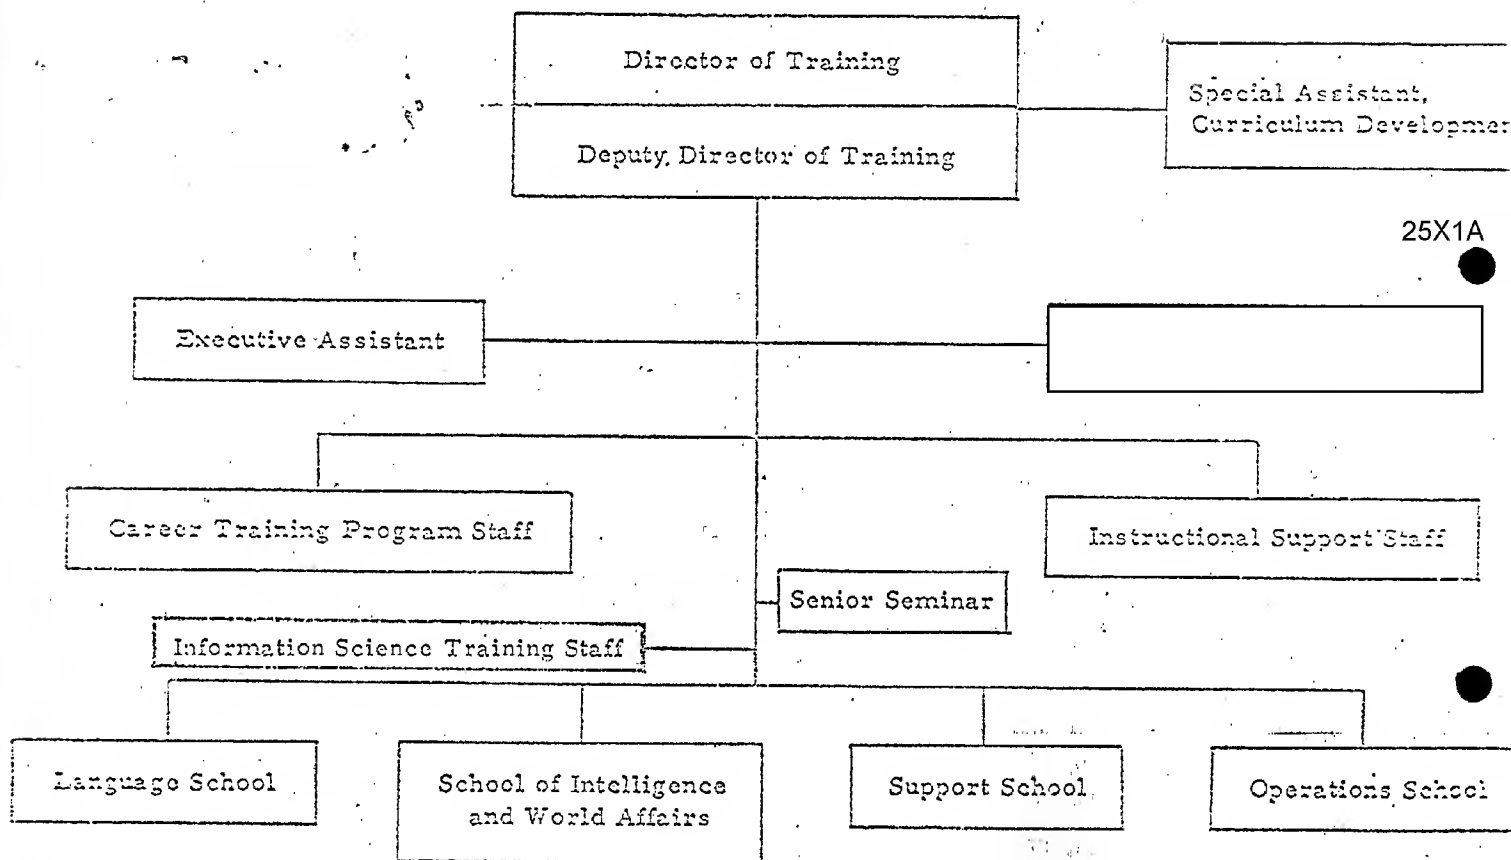 Director of Training
Deputy Director of Training
Special Assistant,
Curriculum Developmen
25X1A
Executive Assistant
Career Training Program Staff
Instructional Support Staff
Senior Seminar
Information Science Training Staff
Language School
School of Intelligence
and World Affairs
Support School
Operations School